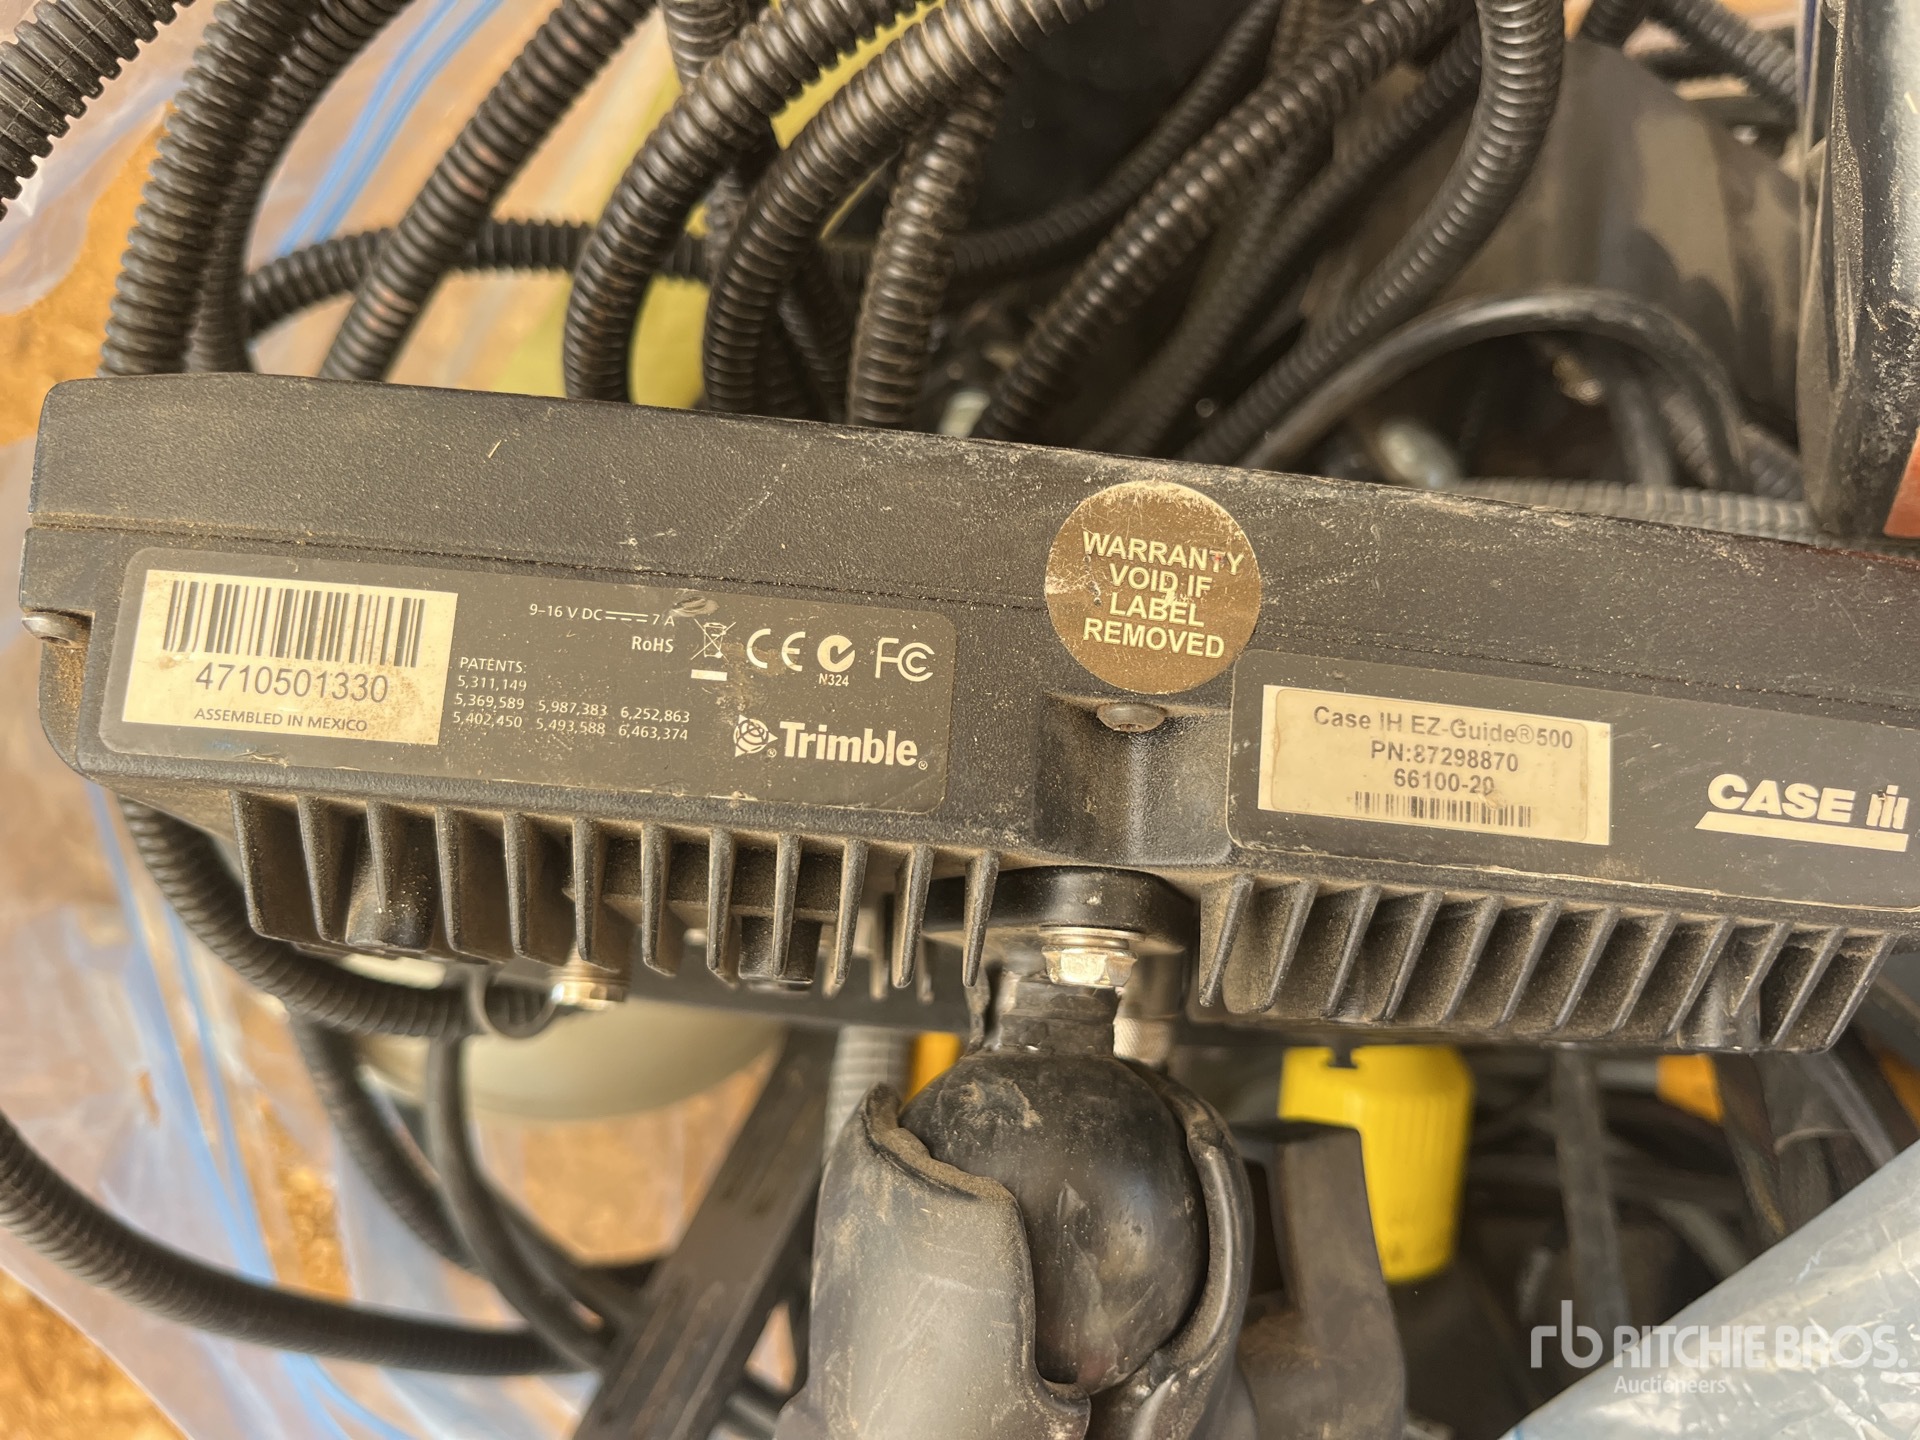 4710501330
ASSEMBLED IN MEXICO
9-16 V DC 7 A
RoHS
CE
N324
FC
PATENTS:
5,311,149
5,369,589 5,987,383 6,252,863
5,402,450 5,493,588 6,463,374
Trimble®
WARRANTY
VOID IF
LABEL
REMOVED
Case IH EZ-Guide®500
PN:87298870
66100-20
CASE IH
rb RITCHIE BROS.
Auctioneers